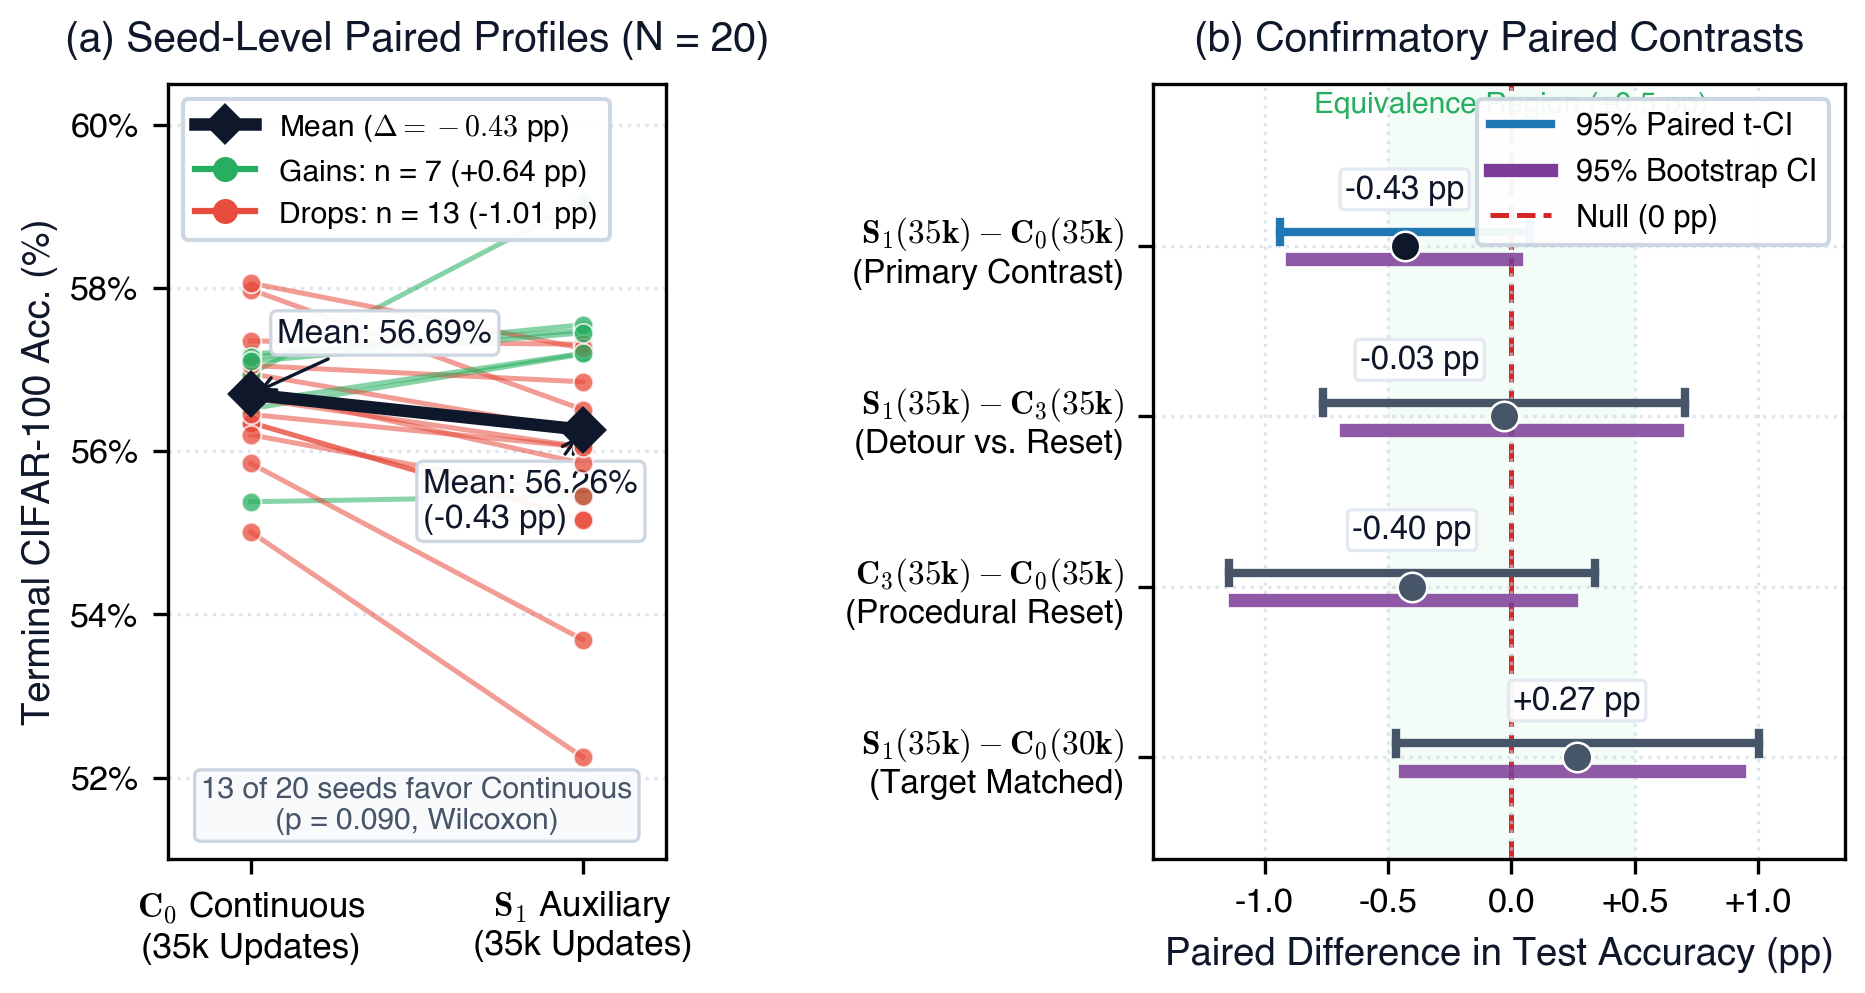 (a) Seed-Level Paired Profiles (N = 20)
Terminal CIFAR-100 Acc. (%)
60%
58%
56%
54%
52%
Mean (Δ = −0.43 pp)
Gains: n = 7 (+0.64 pp)
Drops: n = 13 (-1.01 pp)
Mean: 56.69%
Mean: 56.26%
(-0.43 pp)
13 of 20 seeds favor Continuous
(p = 0.090, Wilcoxon)
C₀ Continuous
(35k Updates)
S₁ Auxiliary
(35k Updates)
(b) Confirmatory Paired Contrasts
Equivalence Region (±0.5 pp)
95% Paired t-CI
95% Bootstrap CI
Null (0 pp)
S₁(35k) − C₀(35k)
(Primary Contrast)
-0.43 pp
S₁(35k) − C₃(35k)
(Detour vs. Reset)
-0.03 pp
C₃(35k) − C₀(35k)
(Procedural Reset)
-0.40 pp
S₁(35k) − C₀(30k)
(Target Matched)
+0.27 pp
-1.0
-0.5
0.0
+0.5
+1.0
Paired Difference in Test Accuracy (pp)